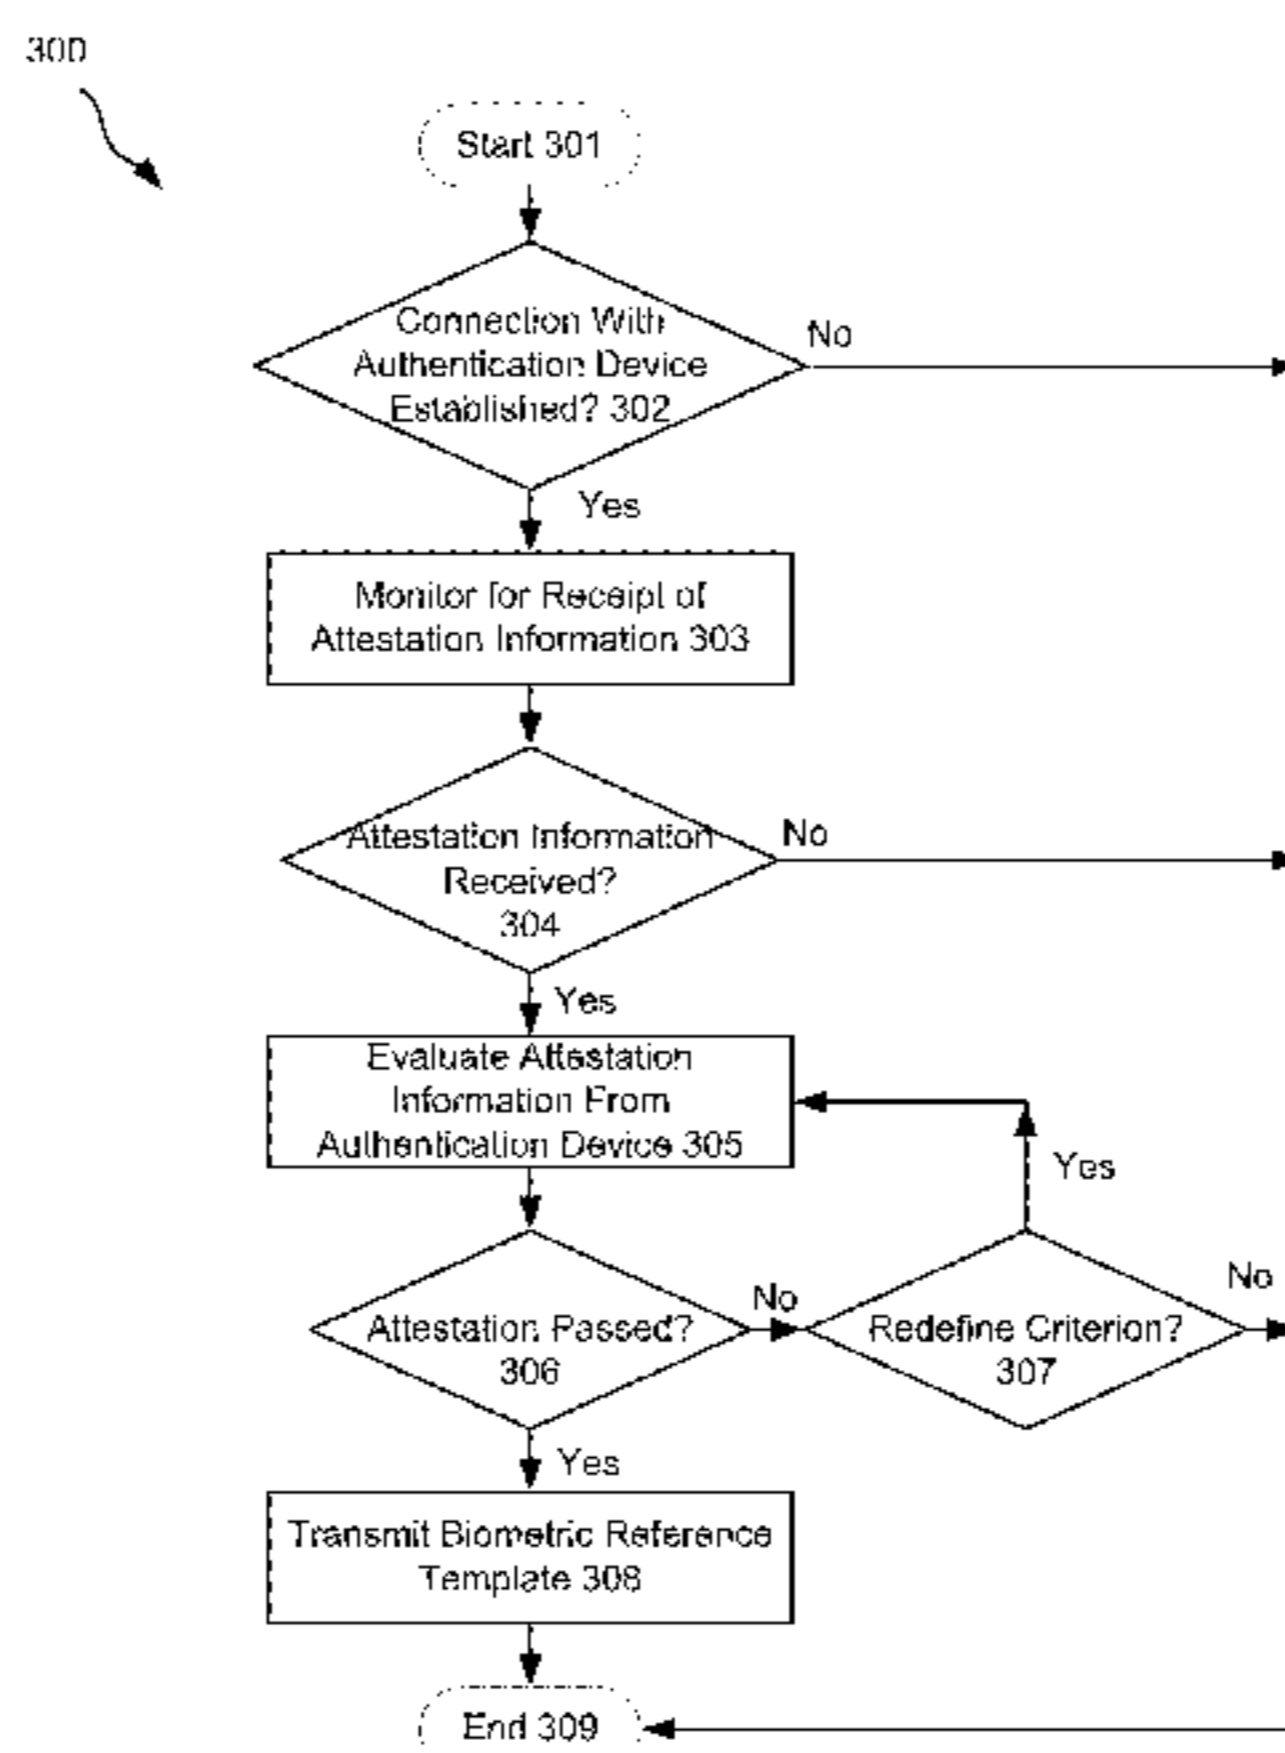 300
Start 301
Connection With
Authentication Device
Established? 302
No
Yes
Monitor for Receipt of
Attestation Information 303
Attestation Information
Received?
304
No
Yes
Evaluate Attestation
Information From
Authentication Device 305
Yes
Attestation Passed?
306
No
Redefine Criterion?
307
No
Yes
Transmit Biometric Reference
Template 308
End 309